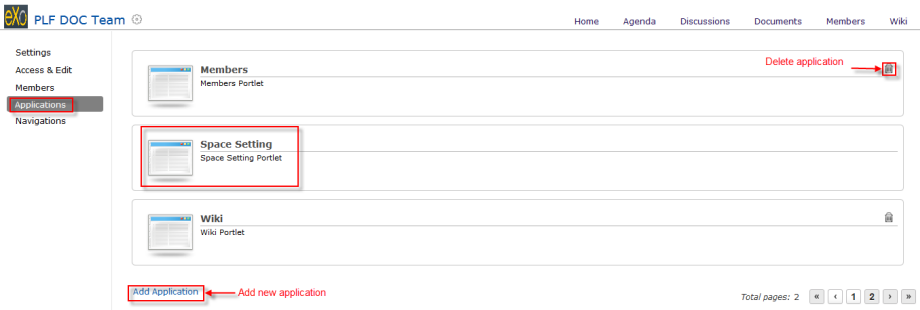 eXo PLF DOC Team
Home Agenda Discussions Documents Members Wiki
Settings
Access & Edit
Members
Applications
Navigations
Members
Members Portlet
Delete application
Space Setting
Space Setting Portlet
Wiki
Wiki Portlet
Add Application
Add new application
Total pages: 2 « ‹ 1 2 › »